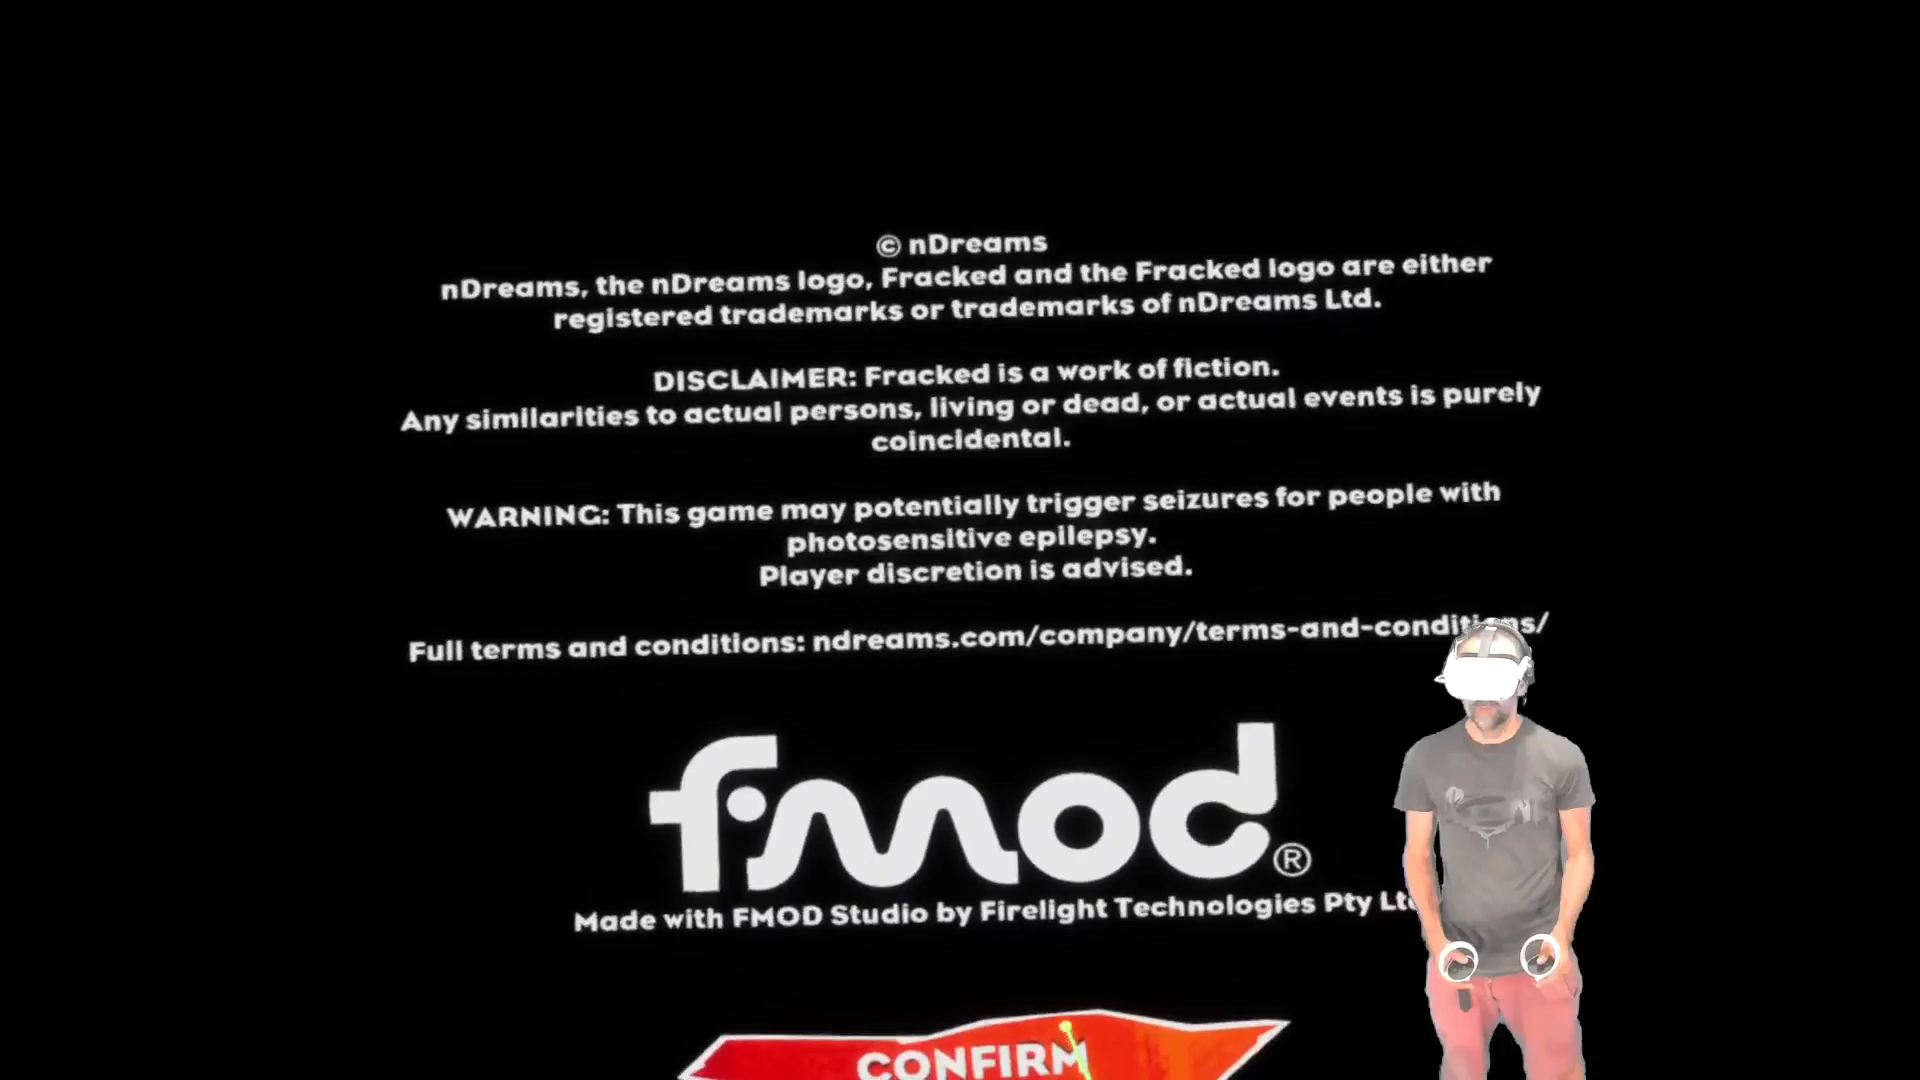 © nDreams
nDreams, the nDreams logo, Fracked and the Fracked logo are either
registered trademarks or trademarks of nDreams Ltd.
DISCLAIMER: Fracked is a work of fiction.
Any similarities to actual persons, living or dead, or actual events is purely
coincidental.
WARNING: This game may potentially trigger seizures for people with
photosensitive epilepsy.
Player discretion is advised.
Full terms and conditions: ndreams.com/company/terms-and-conditions/
fmod®
Made with FMOD Studio by Firelight Technologies Pty Ltd
CONFIRM